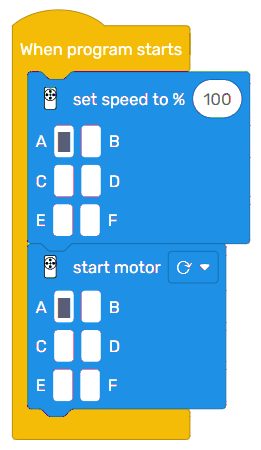 When program starts
set speed to % 100
A B
C D
E F
start motor
A B
C D
E F